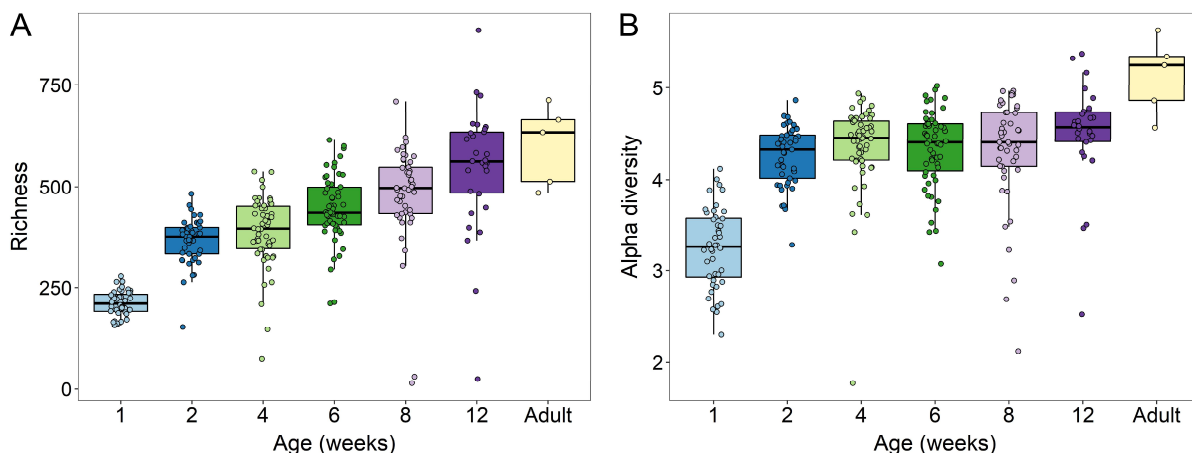 A
Richness
750
500
250
0
1 2 4 6 8 12 Adult
Age (weeks)
B
Alpha diversity
5
4
3
2
1 2 4 6 8 12 Adult
Age (weeks)